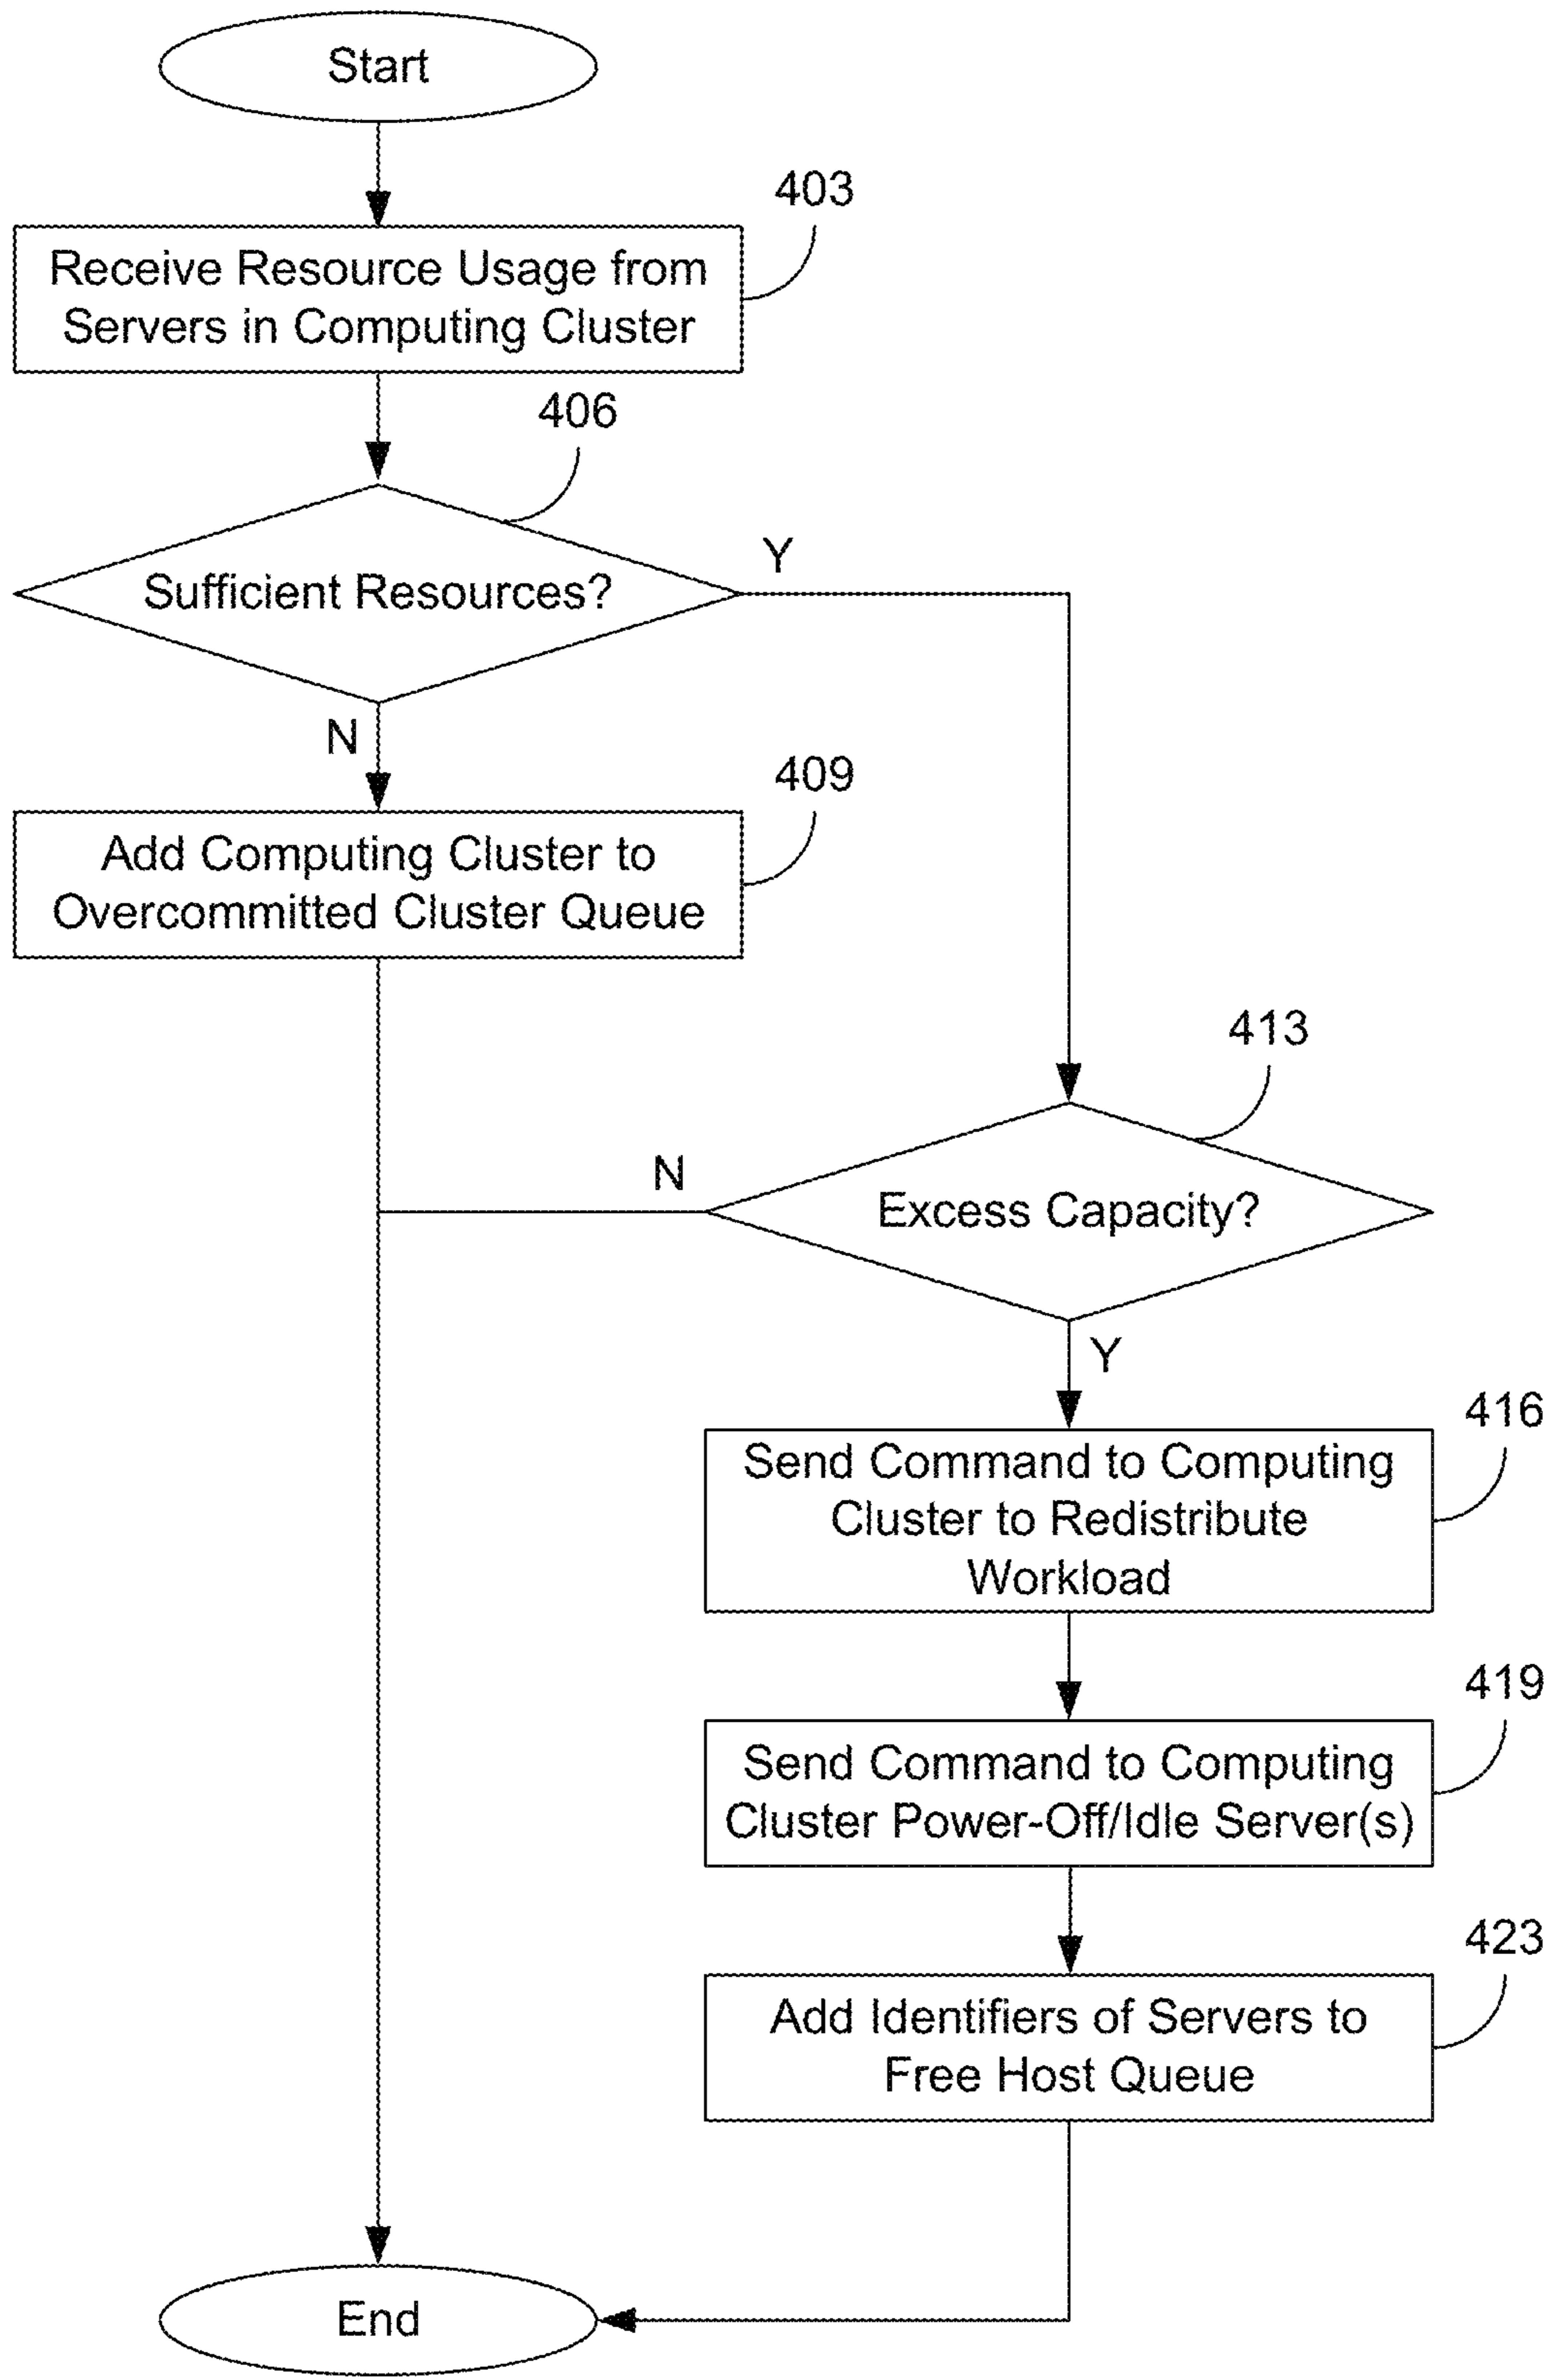 Start
403
Receive Resource Usage from
Servers in Computing Cluster
406
Sufficient Resources?
Y
N
409
Add Computing Cluster to
Overcommitted Cluster Queue
413
N
Excess Capacity?
Y
416
Send Command to Computing
Cluster to Redistribute
Workload
419
Send Command to Computing
Cluster Power-Off/Idle Server(s)
423
Add Identifiers of Servers to
Free Host Queue
End